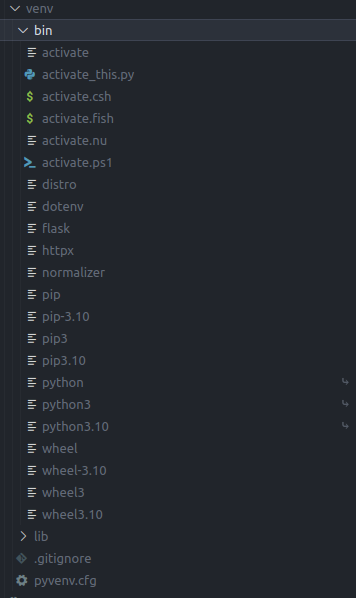 venv
bin
activate
activate_this.py
activate.csh
activate.fish
activate.nu
activate.ps1
distro
dotenv
flask
httpx
normalizer
pip
pip-3.10
pip3
pip3.10
python
python3
python3.10
wheel
wheel-3.10
wheel3
wheel3.10
lib
.gitignore
pyvenv.cfg